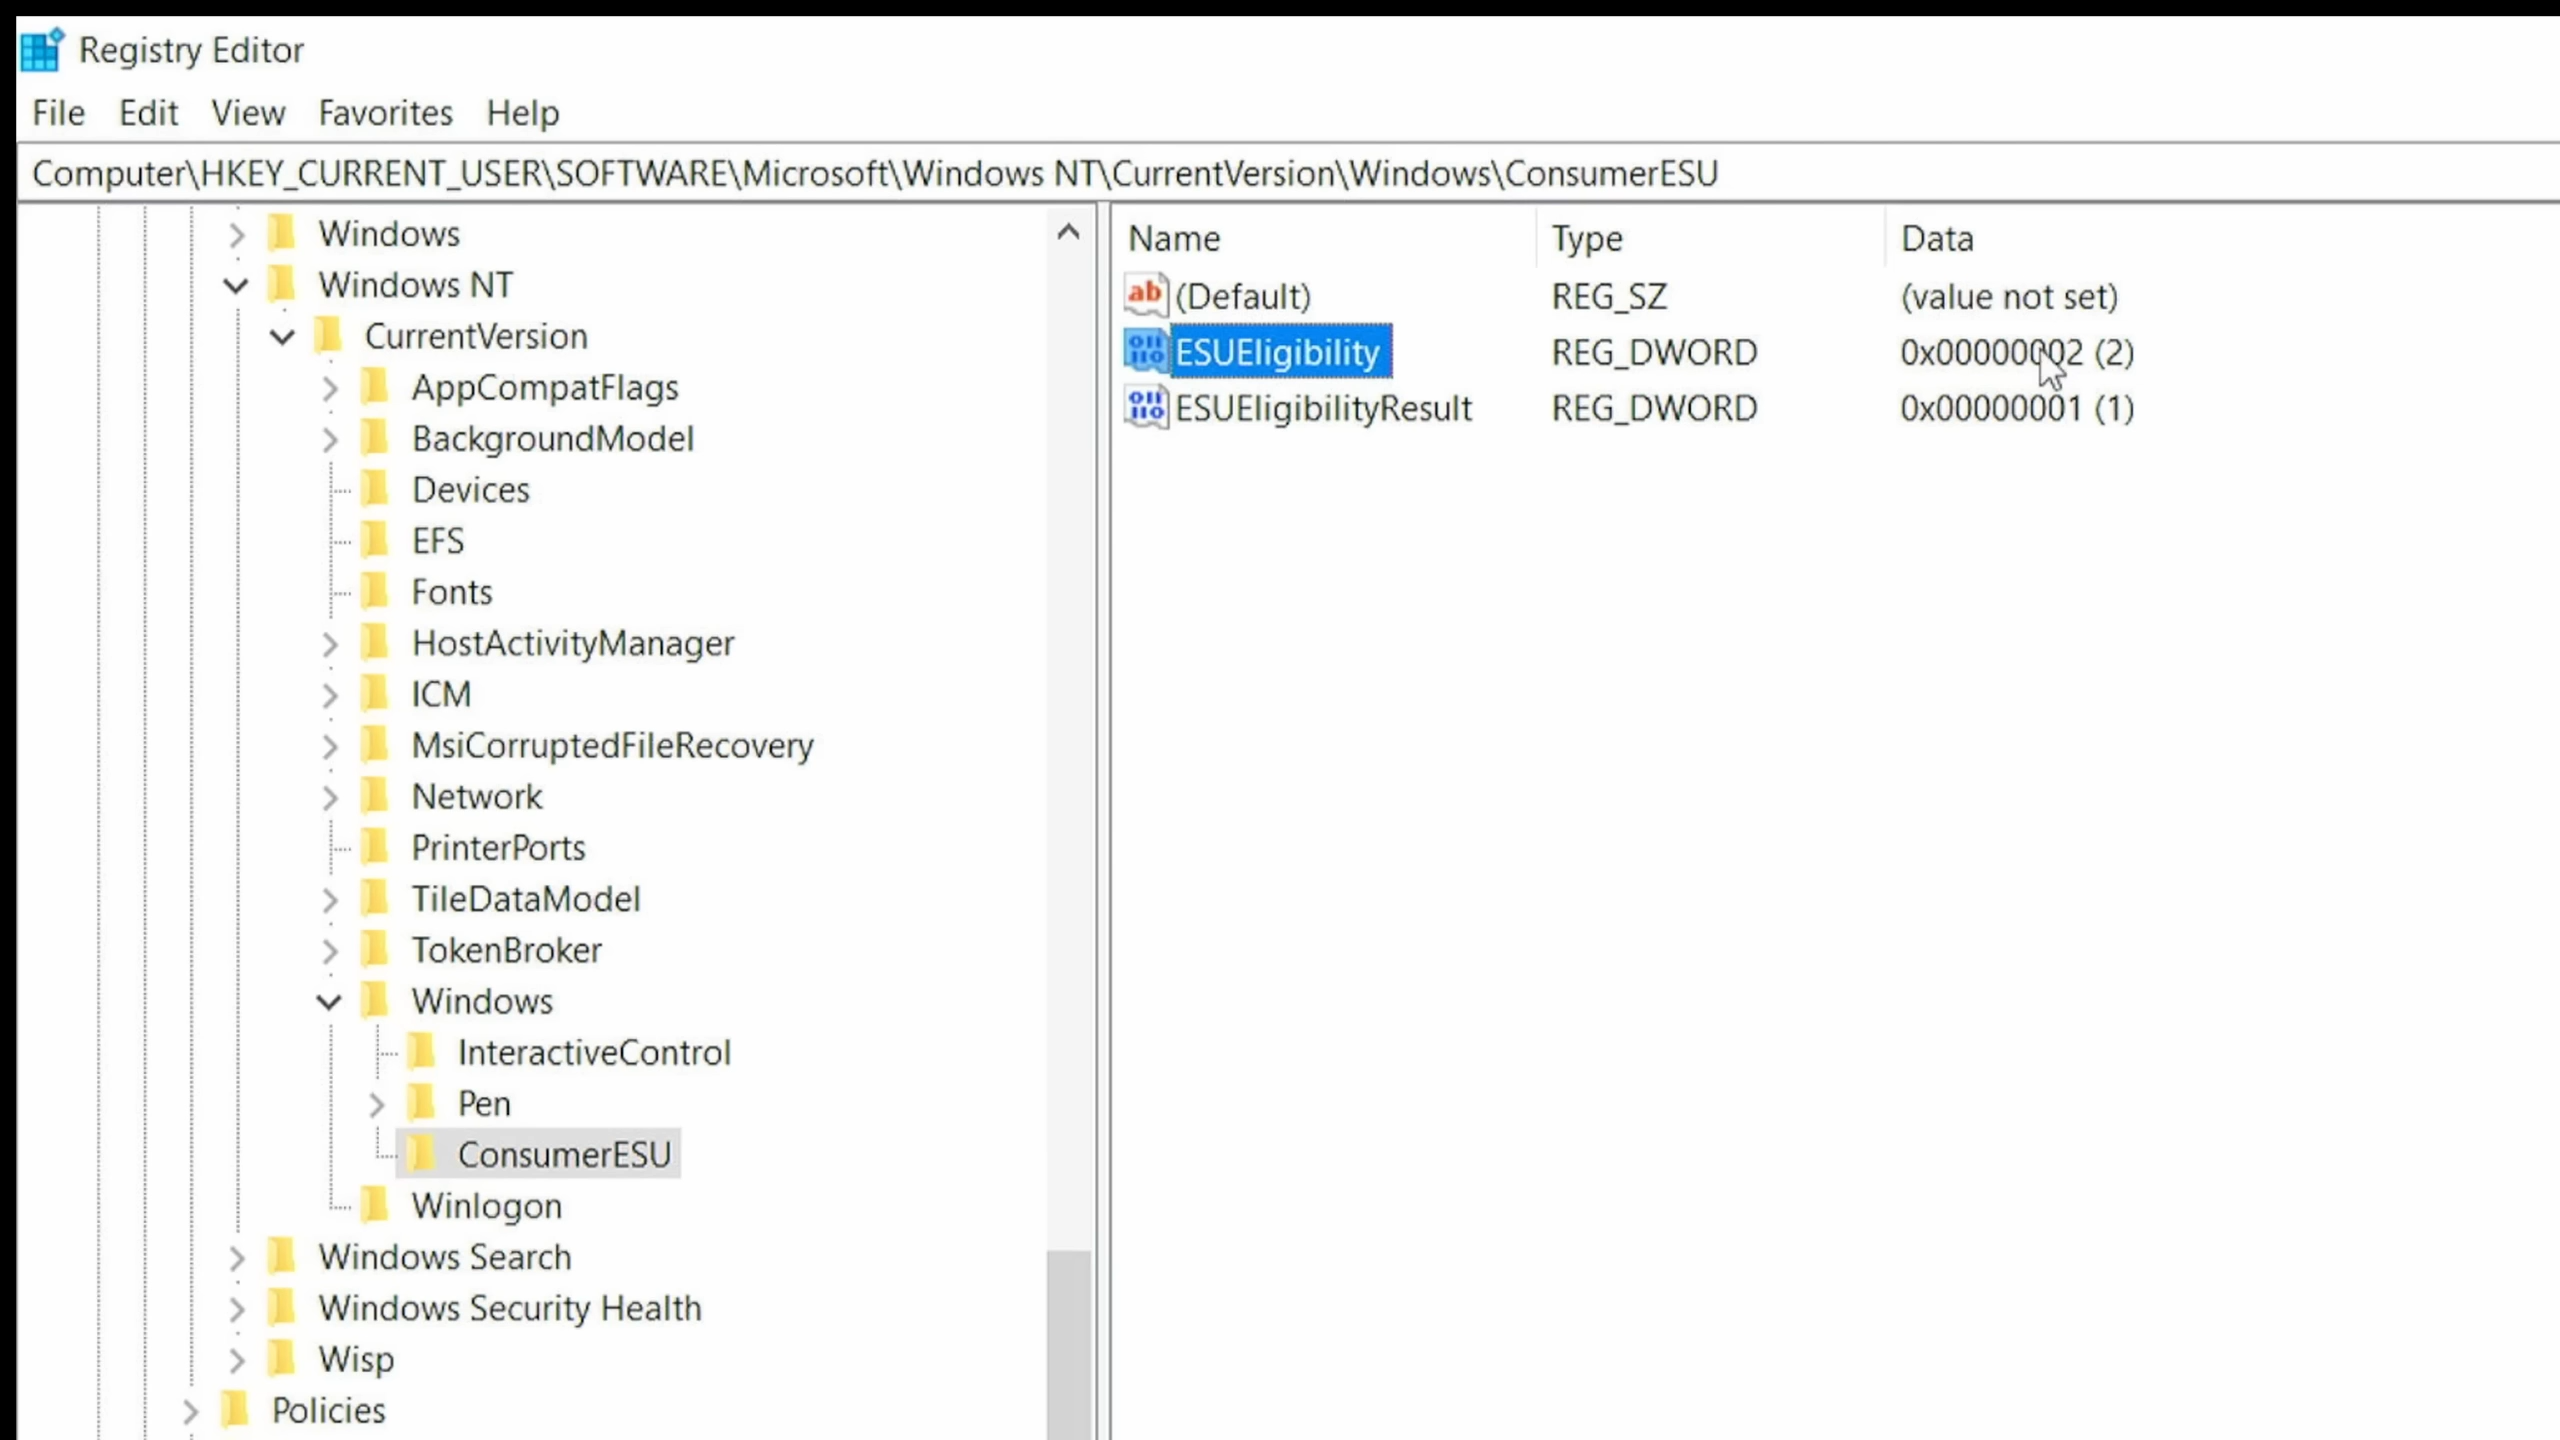 Registry Editor
File Edit View Favorites Help
Computer\HKEY_CURRENT_USER\SOFTWARE\Microsoft\Windows NT\CurrentVersion\Windows\ConsumerESU
Windows
Windows NT
CurrentVersion
AppCompatFlags
BackgroundModel
Devices
EFS
Fonts
HostActivityManager
ICM
MsiCorruptedFileRecovery
Network
PrinterPorts
TileDataModel
TokenBroker
Windows
InteractiveControl
Pen
ConsumerESU
Winlogon
Windows Search
Windows Security Health
Wisp
Policies
Name Type Data
(Default) REG_SZ (value not set)
ESUEligibility REG_DWORD 0x00000002 (2)
ESUEligibilityResult REG_DWORD 0x00000001 (1)